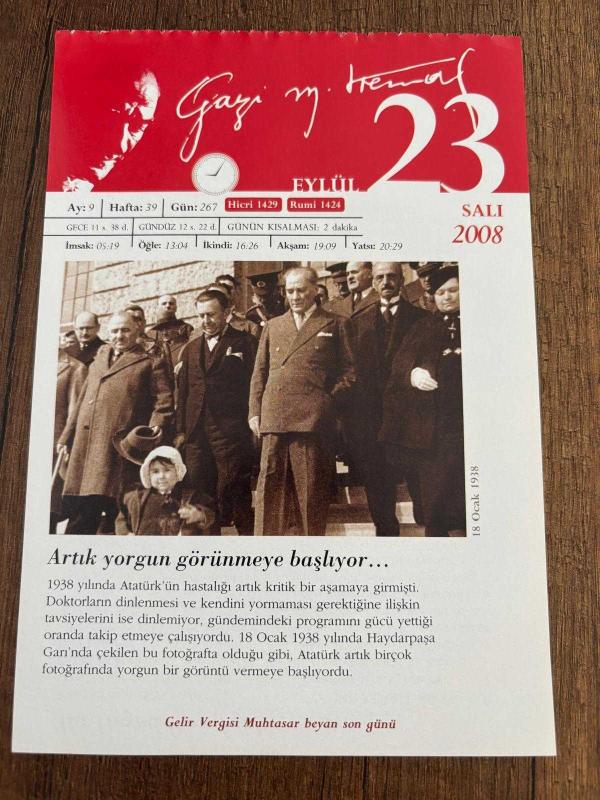 Gazi M. Kemal
EYLÜL 23
Ay: 9 Hafta: 39 Gün: 267 Hicri 1429 Rumi 1424
SALI
GECE 11 s. 38 d. GÜNDÜZ 12 s. 22 d. GÜNÜN KISALMASI: 2 dakika
2008
İmsak: 05:19 Öğle: 13:04 İkindi: 16:26 Akşam: 19:09 Yatsı: 20:29
18 Ocak 1938
Artık yorgun görünmeye başlıyor...
1938 yılında Atatürk'ün hastalığı artık kritik bir aşamaya girmişti.
Doktorların dinlenmesi ve kendini yormaması gerektiğine ilişkin
tavsiyelerini ise dinlemiyor, gündemindeki programını gücü yettiği
oranda takip etmeye çalışıyordu. 18 Ocak 1938 yılında Haydarpaşa
Garı'nda çekilen bu fotoğrafta olduğu gibi, Atatürk artık birçok
fotoğrafında yorgun bir görüntü vermeye başlıyordu.
Gelir Vergisi Muhtasar beyan son günü